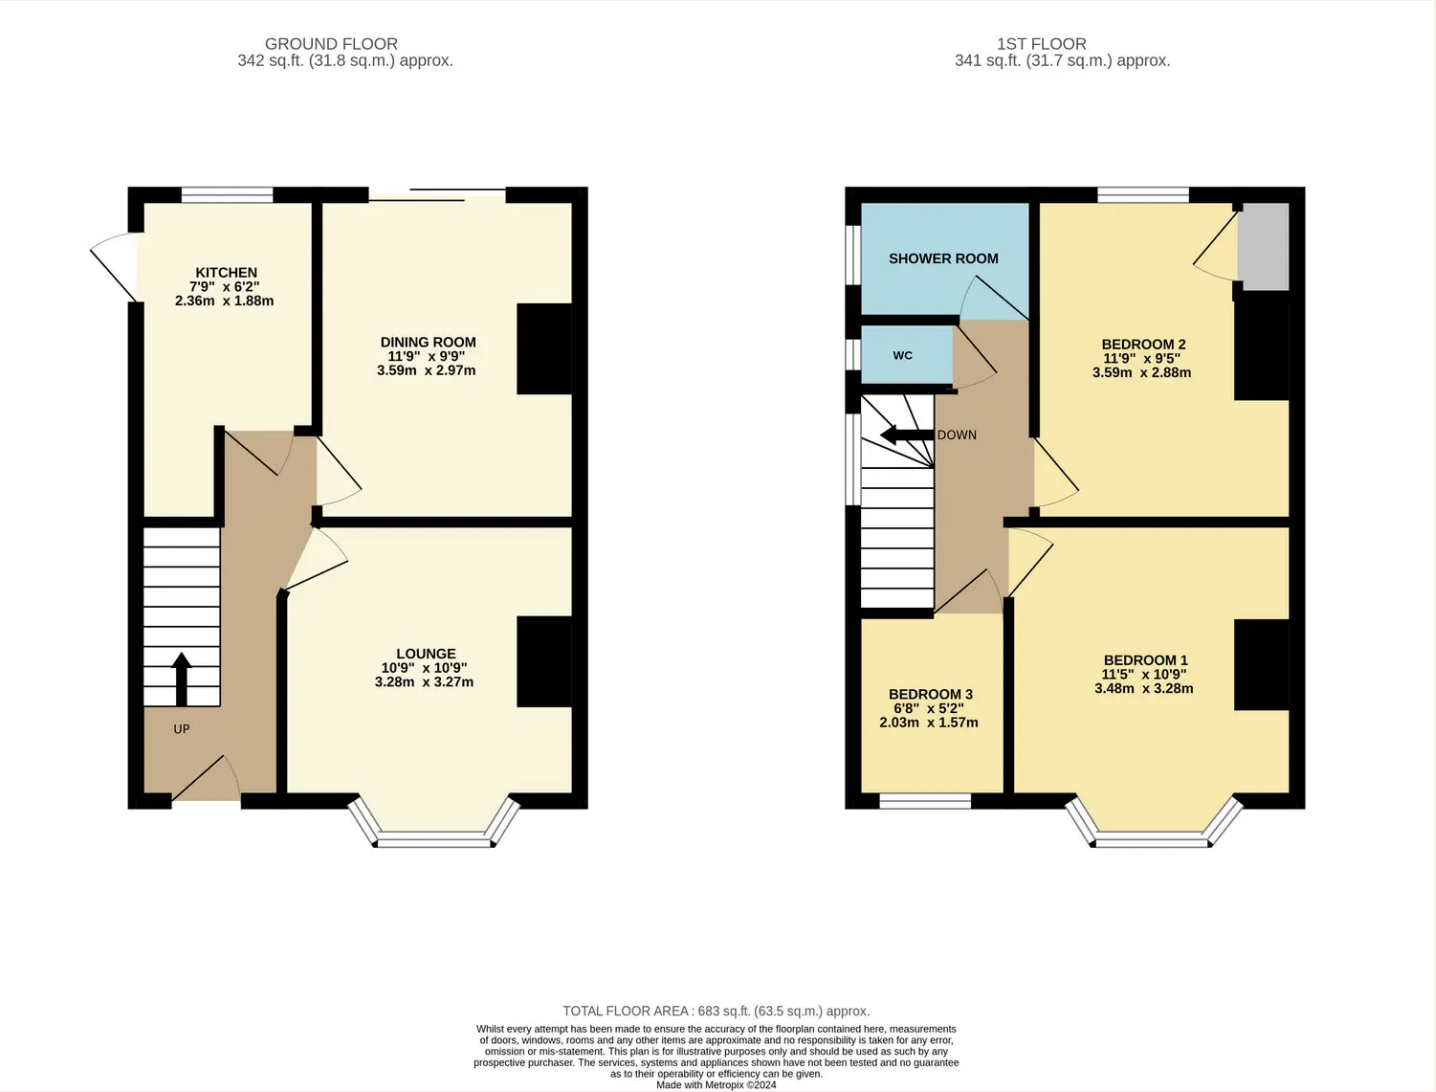 GROUND FLOOR
342 sq.ft. (31.8 sq.m.) approx.
1ST FLOOR
341 sq.ft. (31.7 sq.m.) approx.
KITCHEN
7'9" x 6'2"
2.36m x 1.88m
DINING ROOM
11'9" x 9'9"
3.59m x 2.97m
LOUNGE
10'9" x 10'9"
3.28m x 3.27m
UP
SHOWER ROOM
WC
DOWN
BEDROOM 2
11'9" x 9'5"
3.59m x 2.88m
BEDROOM 1
11'5" x 10'9"
3.48m x 3.28m
BEDROOM 3
6'8" x 5'2"
2.03m x 1.57m
TOTAL FLOOR AREA : 683 sq.ft. (63.5 sq.m.) approx.
Whilst every attempt has been made to ensure the accuracy of the floorplan contained here, measurements
of doors, windows, rooms and any other items are approximate and no responsibility is taken for any error,
omission or mis-statement. This plan is for illustrative purposes only and should be used as such by any
prospective purchaser. The services, systems and appliances shown have not been tested and no guarantee
as to their operability or efficiency can be given.
Made with Metropix ©2024